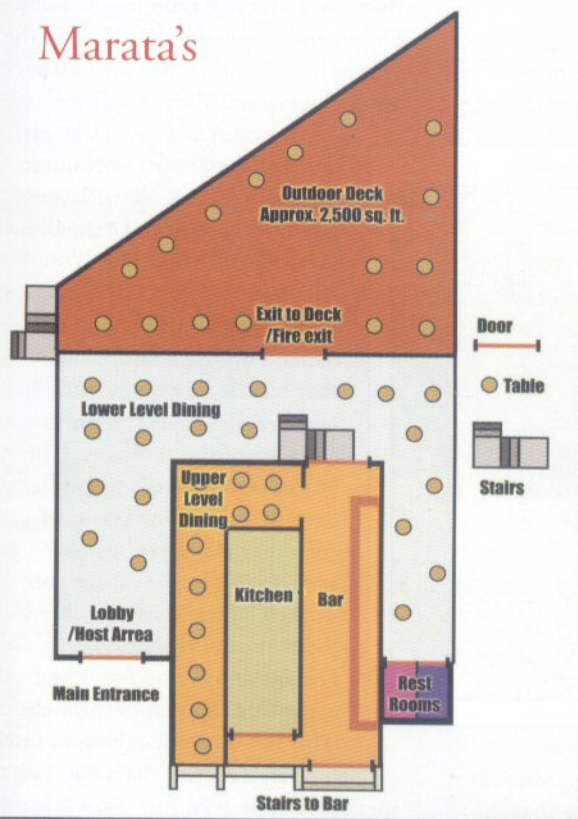 Marata's
Outdoor Deck
Approx. 2,500 sq. ft.
Exit to Deck
/Fire exit
Door
Table
Stairs
Lower Level Dining
Upper
Level
Dining
Kitchen
Bar
Lobby
/Host Arrea
Main Entrance
Rest
Rooms
Stairs to Bar